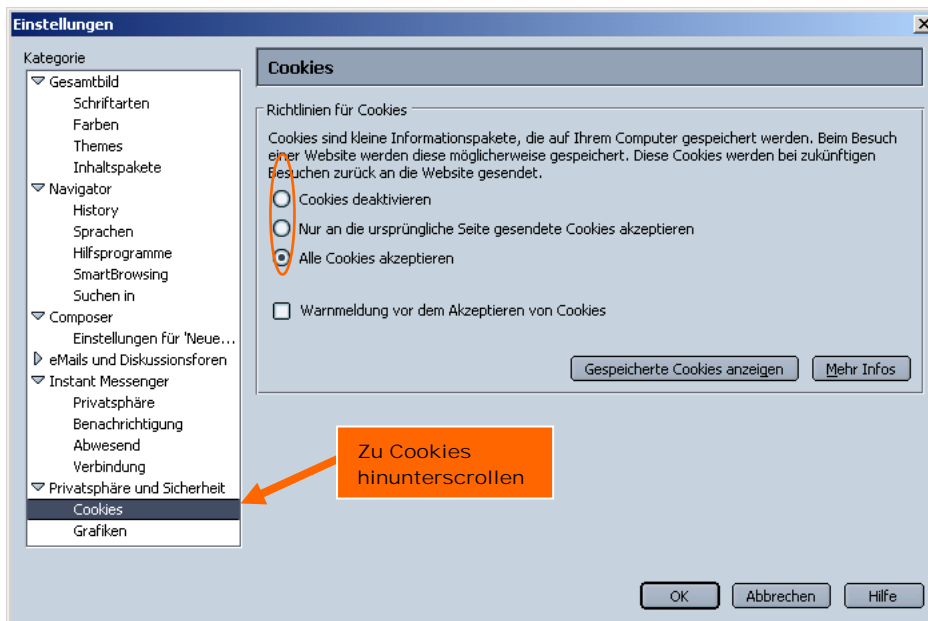 Einstellungen
Kategorie
Gesamtbild
Schriftarten
Farben
Themes
Inhaltspakete
Navigator
History
Sprachen
Hilfsprogramme
SmartBrowsing
Suchen in
Composer
Einstellungen für 'Neue...
eMails und Diskussionsforen
Instant Messenger
Privatsphäre
Benachrichtigung
Abwesend
Verbindung
Privatsphäre und Sicherheit
Cookies
Grafiken
Cookies
Richtlinien für Cookies
Cookies sind kleine Informationspakete, die auf Ihrem Computer gespeichert werden. Beim Besuch
einer Website werden diese möglicherweise gespeichert. Diese Cookies werden bei zukünftigen
Besuchen zurück an die Website gesendet.
Cookies deaktivieren
Nur an die ursprüngliche Seite gesendete Cookies akzeptieren
Alle Cookies akzeptieren
Warnmeldung vor dem Akzeptieren von Cookies
Gespeicherte Cookies anzeigen
Mehr Infos
Zu Cookies
hinunterscrollen
OK
Abbrechen
Hilfe